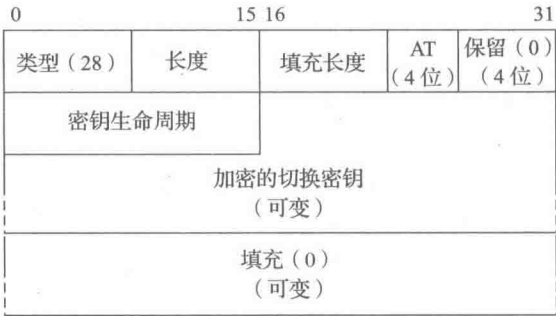 0 15 16 31
类型（28） 长度 填充长度 AT 保留（0）
（4位） （4位）
密钥生命周期
加密的切换密钥
（可变）
填充（0）
（可变）